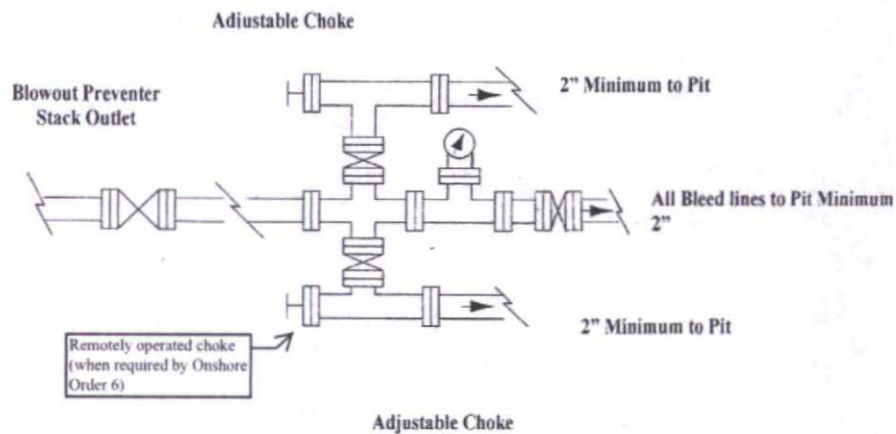 Adjustable Choke
2” Minimum to Pit
Blowout Preventer
Stack Outlet
All Bleed lines to Pit Minimum
2”
2” Minimum to Pit
Remotely operated choke
(when required by Onshore
Order 6)
Adjustable Choke